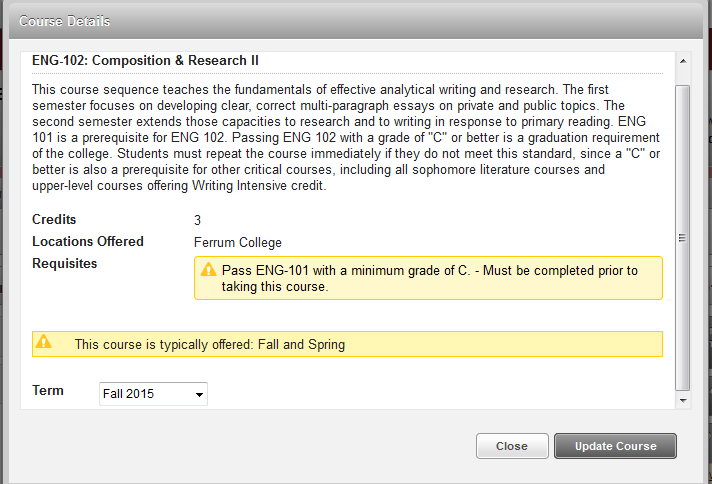 Course Details
ENG-102: Composition & Research II
This course sequence teaches the fundamentals of effective analytical writing and research. The first
semester focuses on developing clear, correct multi-paragraph essays on private and public topics. The
second semester extends those capacities to research and to writing in response to primary reading. ENG
101 is a prerequisite for ENG 102. Passing ENG 102 with a grade of "C" or better is a graduation requirement
of the college. Students must repeat the course immediately if they do not meet this standard, since a "C" or
better is also a prerequisite for other critical courses, including all sophomore literature courses and
upper-level courses offering Writing Intensive credit.
Credits 3
Locations Offered Ferrum College
Requisites Pass ENG-101 with a minimum grade of C. - Must be completed prior to
taking this course.
This course is typically offered: Fall and Spring
Term Fall 2015
Close Update Course